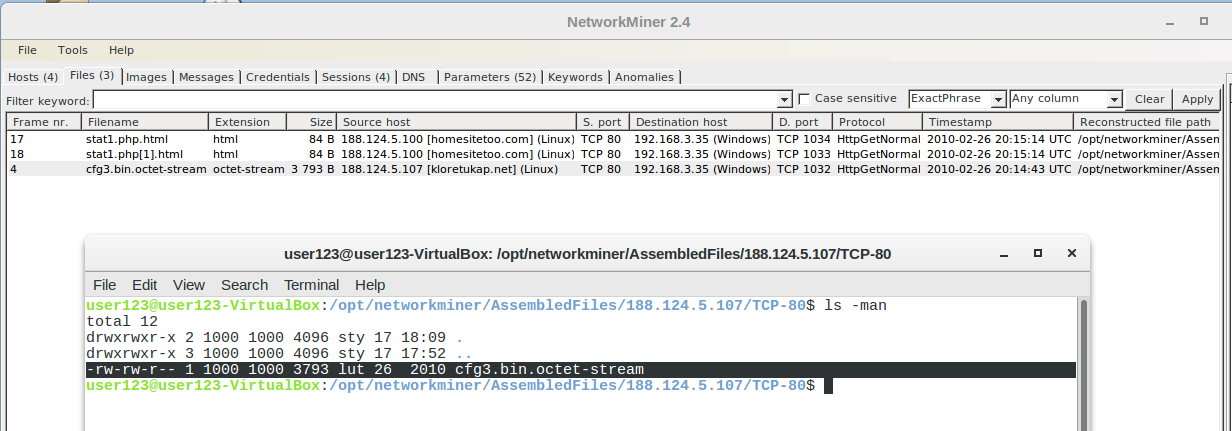 NetworkMiner 2.4
File Tools Help
Hosts (4) Files (3) Images Messages Credentials Sessions (4) DNS Parameters (52) Keywords Anomalies
Filter keyword: Case sensitive ExactPhrase Any column Clear Apply
Frame nr. Filename Extension Size Source host S. port Destination host D. port Protocol Timestamp Reconstructed file path
17 stat1.php.html html 84 B 188.124.5.100 [homesitetoo.com] (Linux) TCP 80 192.168.3.35 (Windows) TCP 1034 HttpGetNormal 2010-02-26 20:15:14 UTC /opt/networkminer/Assem
18 stat1.php[1].html html 84 B 188.124.5.100 [homesitetoo.com] (Linux) TCP 80 192.168.3.35 (Windows) TCP 1033 HttpGetNormal 2010-02-26 20:15:14 UTC /opt/networkminer/Assem
4 cfg3.bin.octet-stream octet-stream 3 793 B 188.124.5.107 [kloretukap.net] (Linux) TCP 80 192.168.3.35 (Windows) TCP 1032 HttpGetNormal 2010-02-26 20:14:43 UTC /opt/networkminer/Assem
user123@user123-VirtualBox: /opt/networkminer/AssembledFiles/188.124.5.107/TCP-80
File Edit View Search Terminal Help
user123@user123-VirtualBox:/opt/networkminer/AssembledFiles/188.124.5.107/TCP-80$ ls -man
total 12
drwxrwxr-x 2 1000 1000 4096 sty 17 18:09 .
drwxrwxr-x 3 1000 1000 4096 sty 17 17:52 ..
-rw-rw-r-- 1 1000 1000 3793 lut 26  2010 cfg3.bin.octet-stream
user123@user123-VirtualBox:/opt/networkminer/AssembledFiles/188.124.5.107/TCP-80$